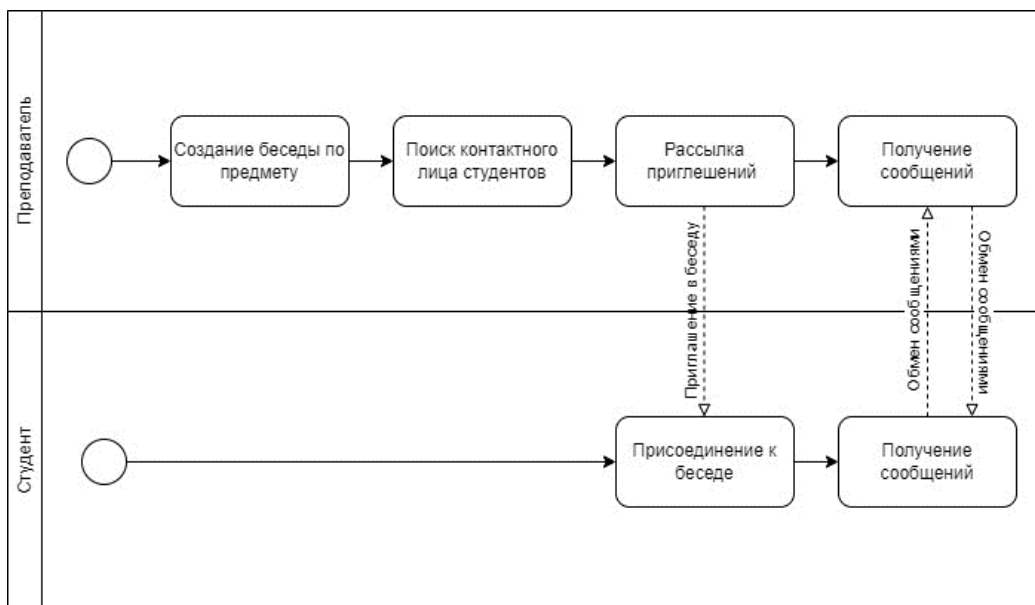 Преподаватель
Создание беседы по
предмету
Поиск контактного
лица студентов
Рассылка
приглешений
Получение
сообщений
Приглашение в беседу
Обмен сообщениями
Обмен сообщениями
Студент
Присоединение к
беседе
Получение
сообщений